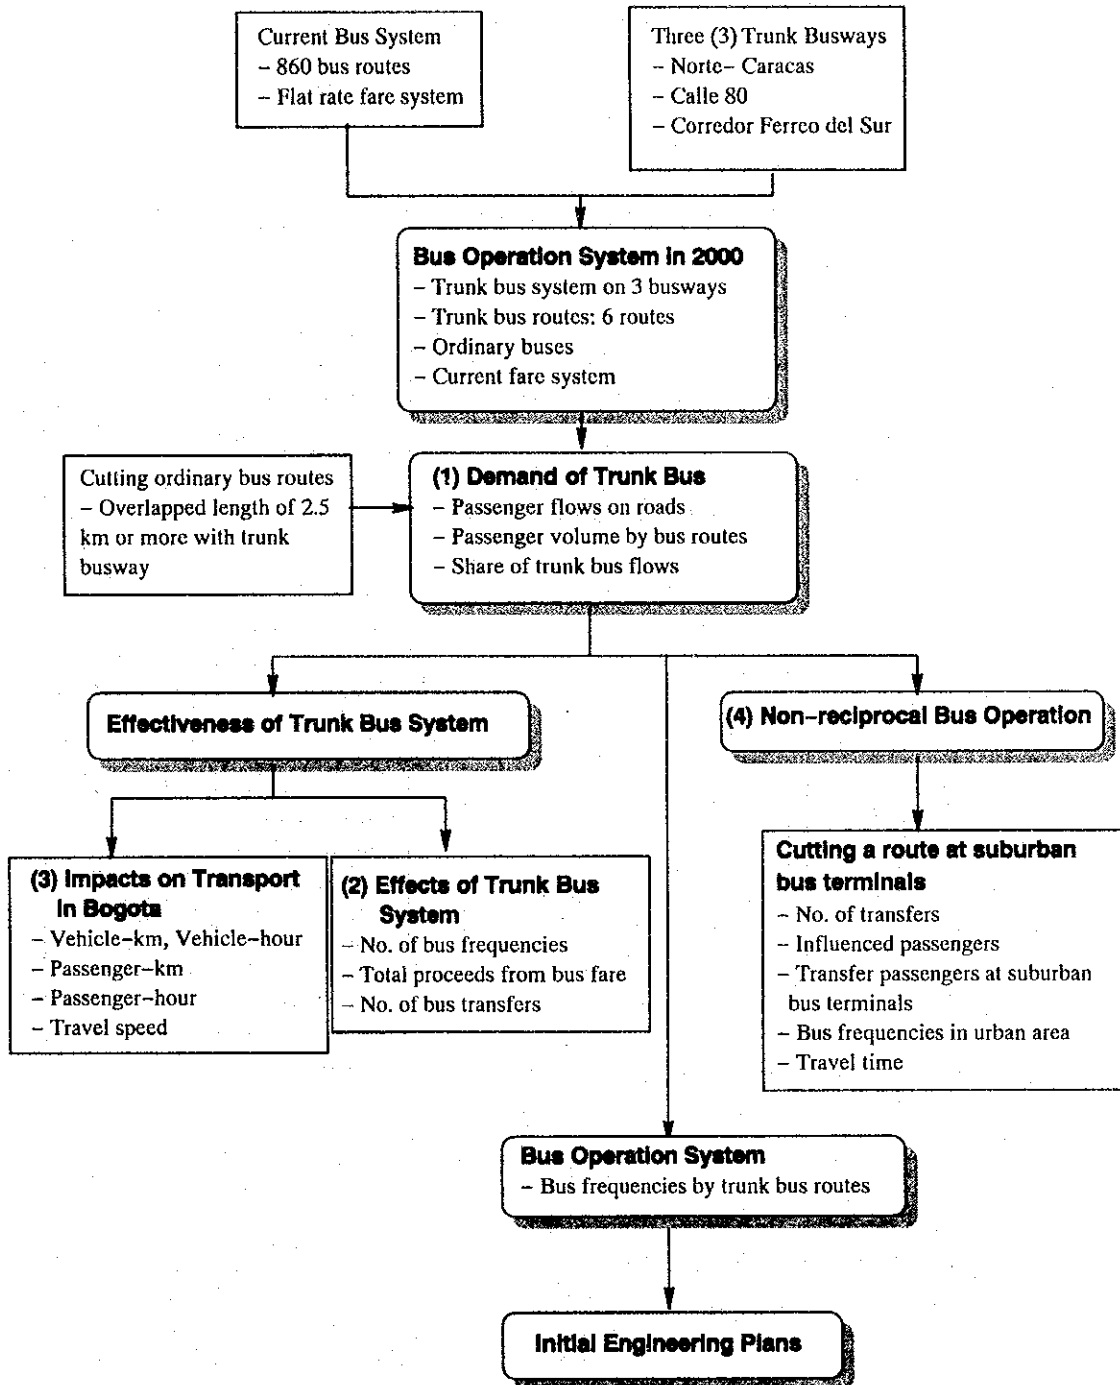 Current Bus System
– 860 bus routes
– Flat rate fare system
Three (3) Trunk Busways
– Norte– Caracas
– Calle 80
– Corredor Ferreo del Sur
Bus Operation System in 2000
– Trunk bus system on 3 busways
– Trunk bus routes: 6 routes
– Ordinary buses
– Current fare system
Cutting ordinary bus routes
– Overlapped length of 2.5
km or more with trunk
busway
(1) Demand of Trunk Bus
– Passenger flows on roads
– Passenger volume by bus routes
– Share of trunk bus flows
Effectiveness of Trunk Bus System
(4) Non–reciprocal Bus Operation
(3) Impacts on Transport
in Bogota
– Vehicle–km, Vehicle–hour
– Passenger–km
– Passenger–hour
– Travel speed
(2) Effects of Trunk Bus
System
– No. of bus frequencies
– Total proceeds from bus fare
– No. of bus transfers
Cutting a route at suburban
bus terminals
– No. of transfers
– Influenced passengers
– Transfer passengers at suburban
bus terminals
– Bus frequencies in urban area
– Travel time
Bus Operation System
– Bus frequencies by trunk bus routes
Initial Engineering Plans